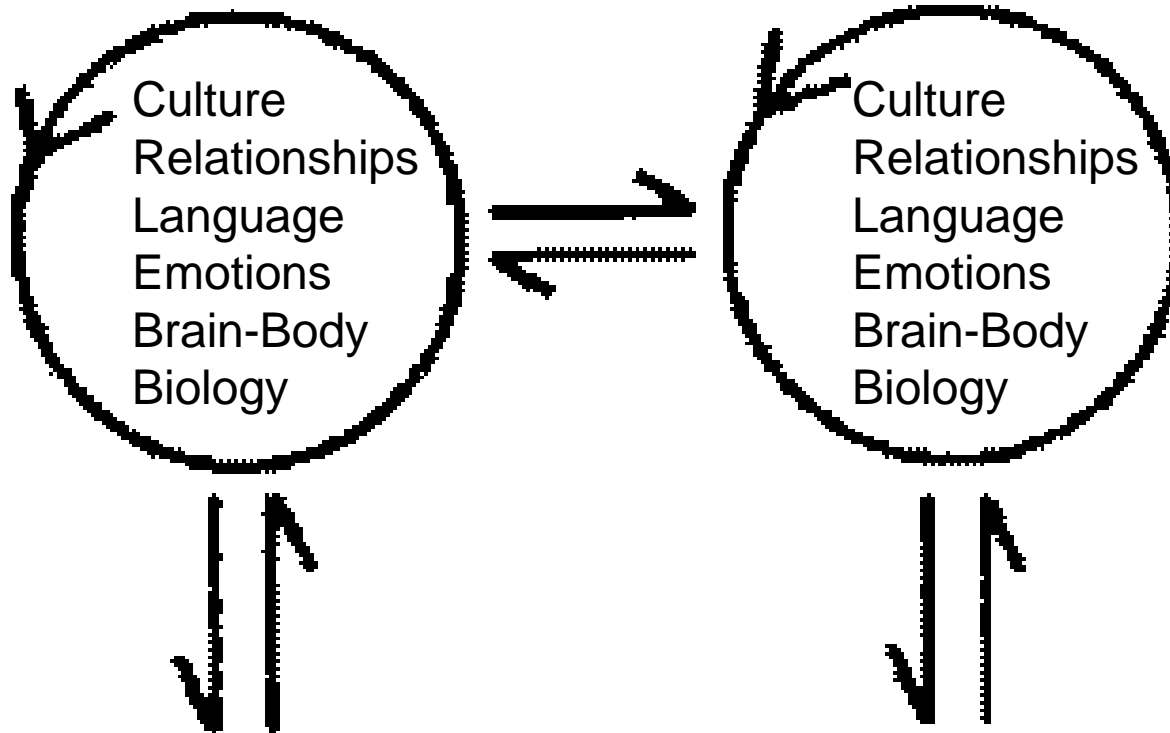 Culture
Relationships
Language
Emotions
Brain-Body
Biology
Culture
Relationships
Language
Emotions
Brain-Body
Biology